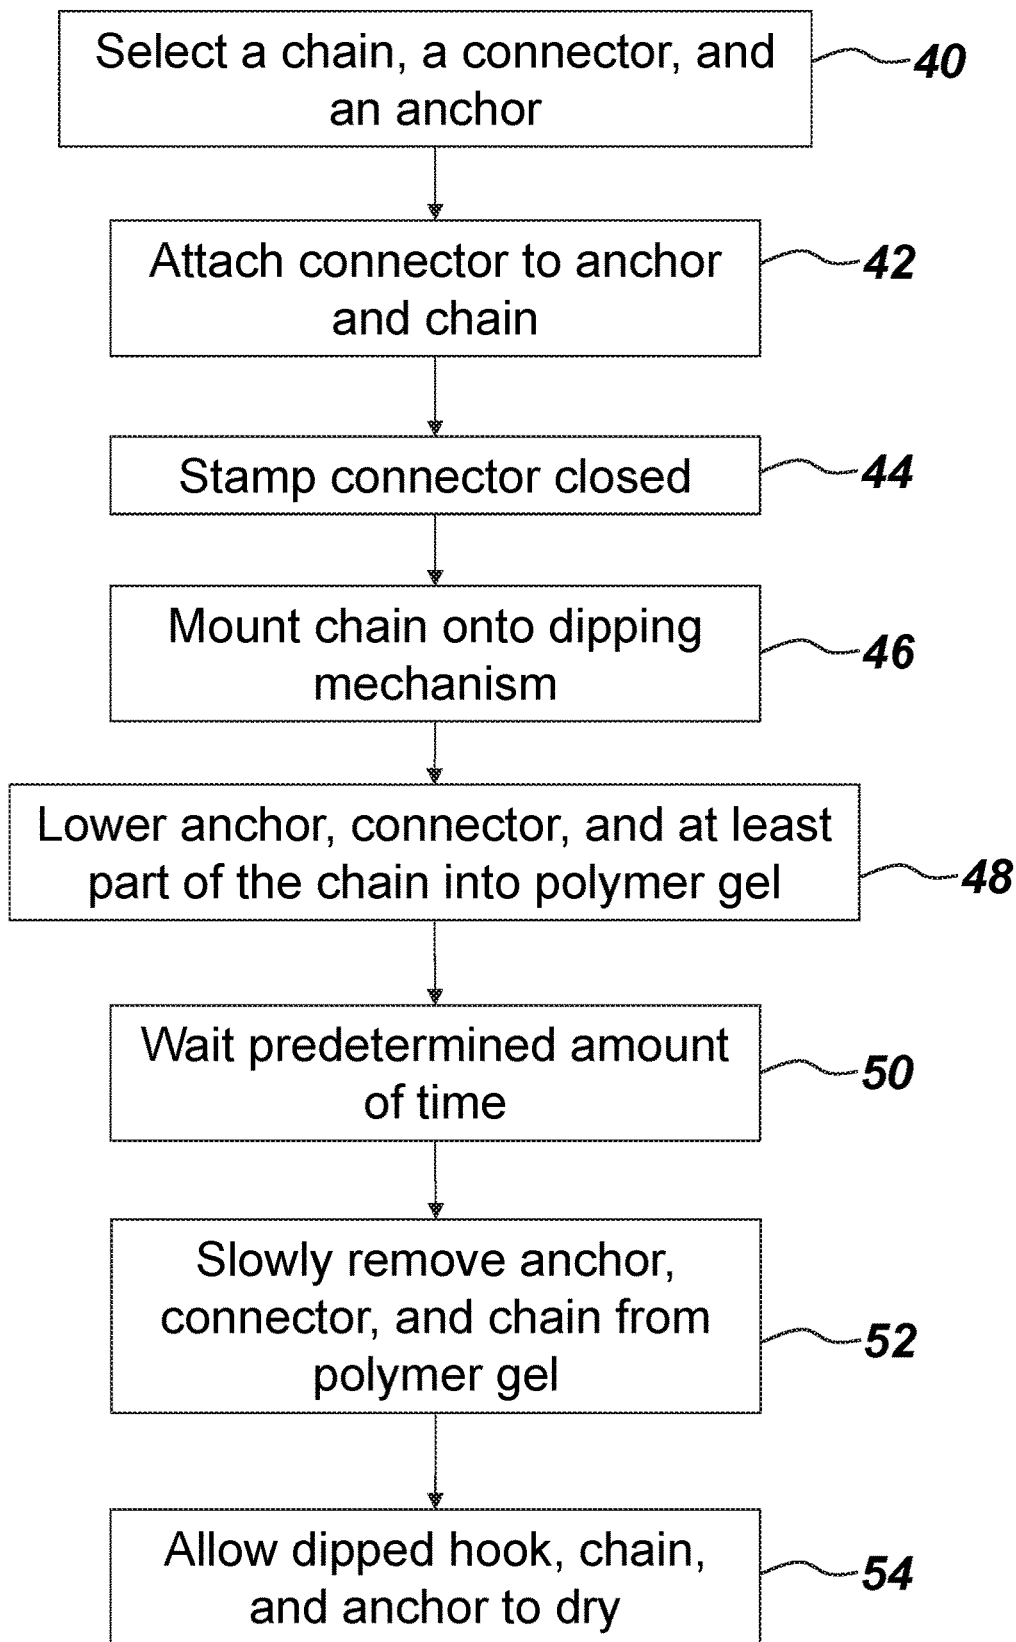 Select a chain, a connector, and
an anchor
40
Attach connector to anchor
and chain
42
Stamp connector closed
44
Mount chain onto dipping
mechanism
46
Lower anchor, connector, and at least
part of the chain into polymer gel
48
Wait predetermined amount
of time
50
Slowly remove anchor,
connector, and chain from
polymer gel
52
Allow dipped hook, chain,
and anchor to dry
54